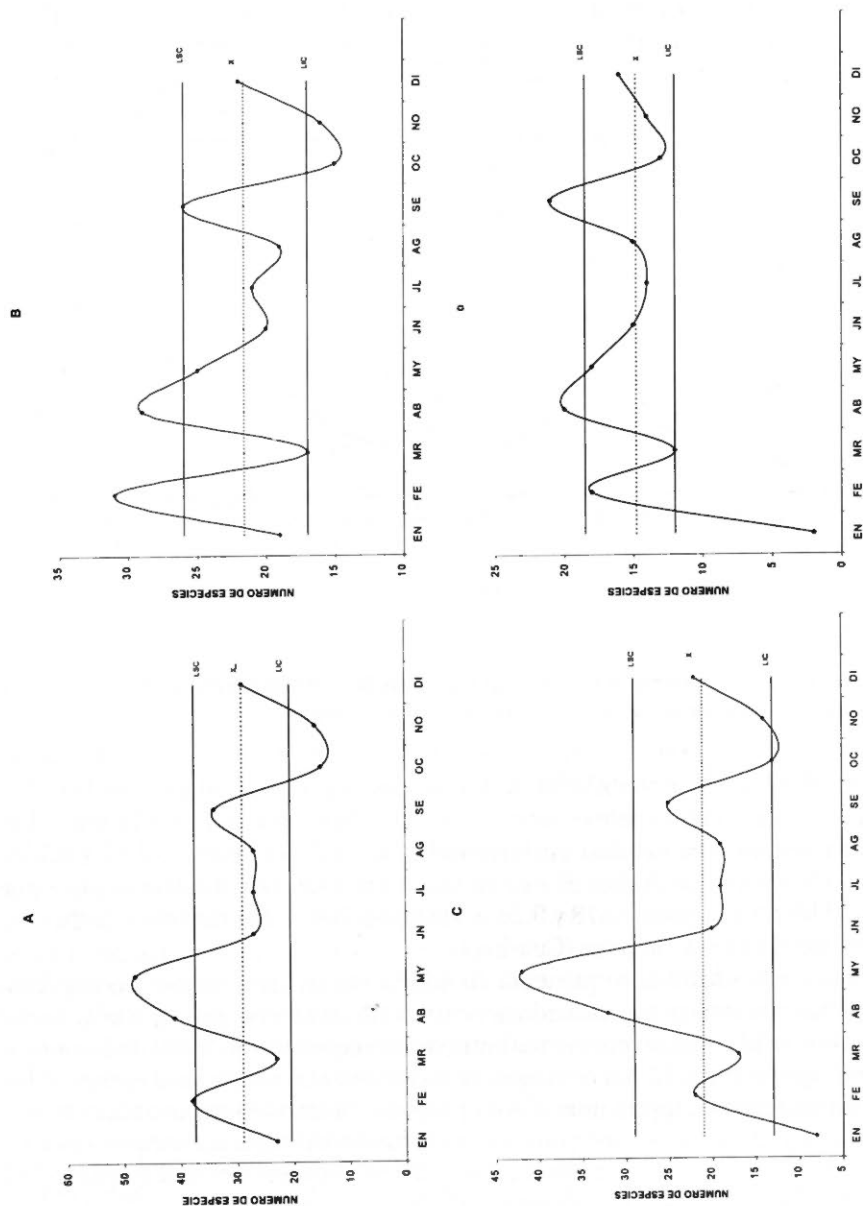 A
NUMERO DE ESPECIE
60
50
40
30
20
10
0
LSC
X
LIC
EN FE MR AB MY JN JL AG SE OC NO DI
B
NUMERO DE ESPECIES
35
30
25
20
15
10
LSC
X
LIC
EN FE MR AB MY JN JL AG SE OC NO DI
C
NUMERO DE ESPECIES
45
35
25
15
5
LSC
X
LIC
EN FE MR AB MY JN JL AG SE OC NO DI
D
NUMERO DE ESPECIES
25
20
15
10
5
0
LSC
X
LIC
EN FE MR AB MY JN JL AG SE OC NO DI